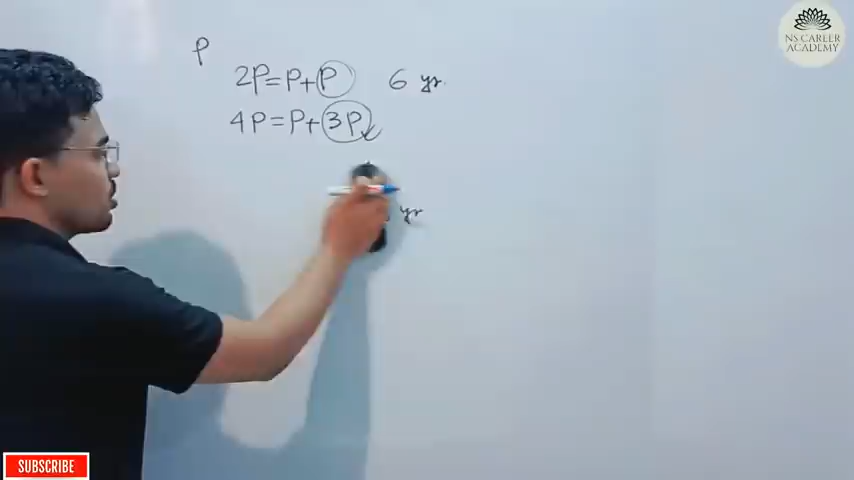 P
2P=P+P 6 yr.
4P=P+3P
yr
NS CAREER
ACADEMY
SUBSCRIBE